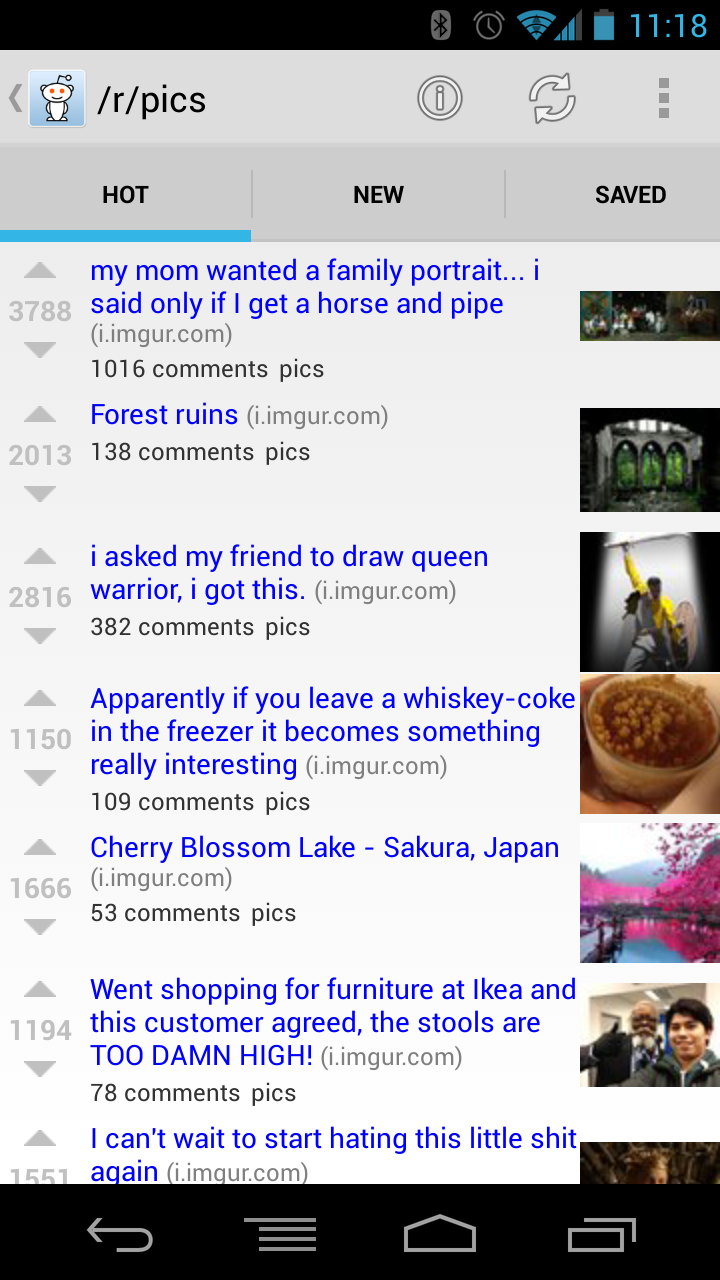 11:18
/r/pics
HOT
NEW
SAVED
my mom wanted a family portrait... i
said only if I get a horse and pipe
(i.imgur.com)
3788
1016 comments pics
Forest ruins (i.imgur.com)
2013
138 comments pics
i asked my friend to draw queen
warrior, i got this. (i.imgur.com)
2816
382 comments pics
Apparently if you leave a whiskey-coke
in the freezer it becomes something
really interesting (i.imgur.com)
1150
109 comments pics
Cherry Blossom Lake - Sakura, Japan
(i.imgur.com)
1666
53 comments pics
Went shopping for furniture at Ikea and
this customer agreed, the stools are
TOO DAMN HIGH! (i.imgur.com)
1194
78 comments pics
I can't wait to start hating this little shit
again (i.imgur.com)
1551